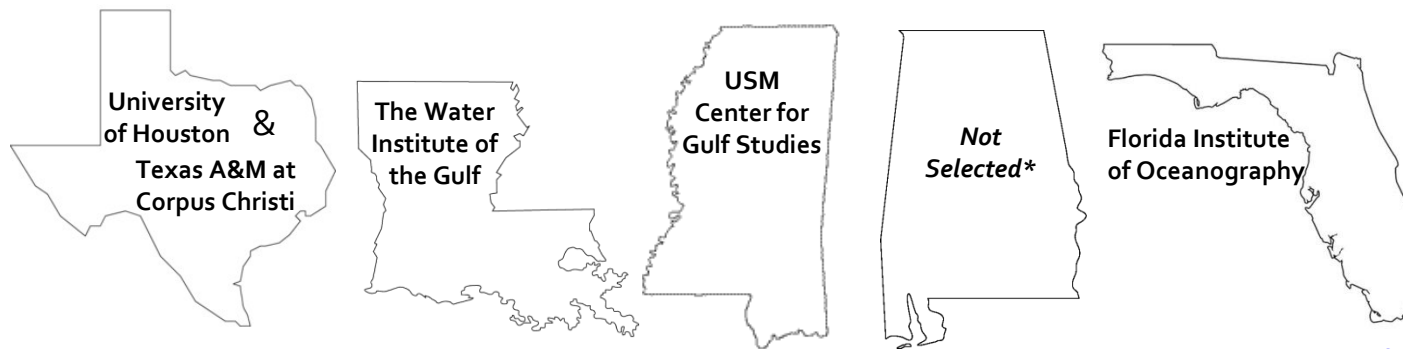 University
of Houston &
Texas A&M at
Corpus Christi
The Water
Institute of
the Gulf
USM
Center for
Gulf Studies
Not
Selected*
Florida Institute
of Oceanography